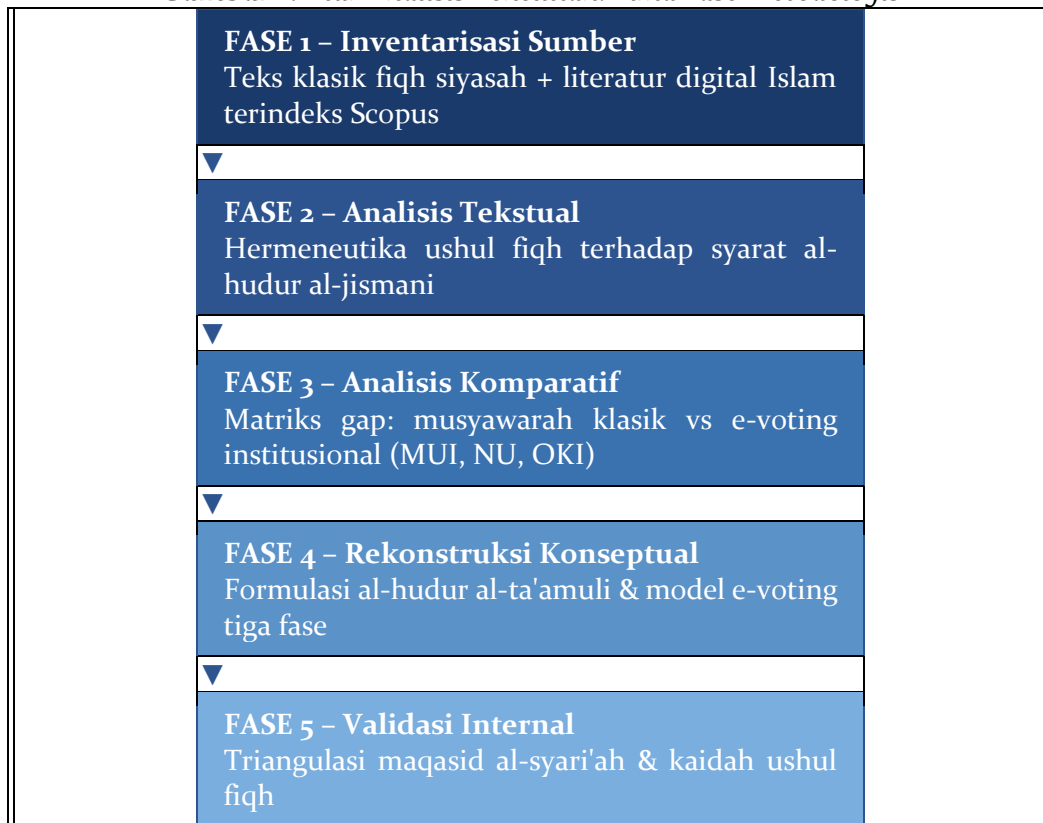 FASE 1 – Inventarisasi Sumber
Teks klasik fiqh siyasah + literatur digital Islam
terindeks Scopus
FASE 2 – Analisis Tekstual
Hermeneutika ushul fiqh terhadap syarat al-
hudur al-jismani
FASE 3 – Analisis Komparatif
Matriks gap: musyawarah klasik vs e-voting
institusional (MUI, NU, OKI)
FASE 4 – Rekonstruksi Konseptual
Formulasi al-hudur al-ta'amuli & model e-voting
tiga fase
FASE 5 – Validasi Internal
Triangulasi maqasid al-syari'ah & kaidah ushul
fiqh